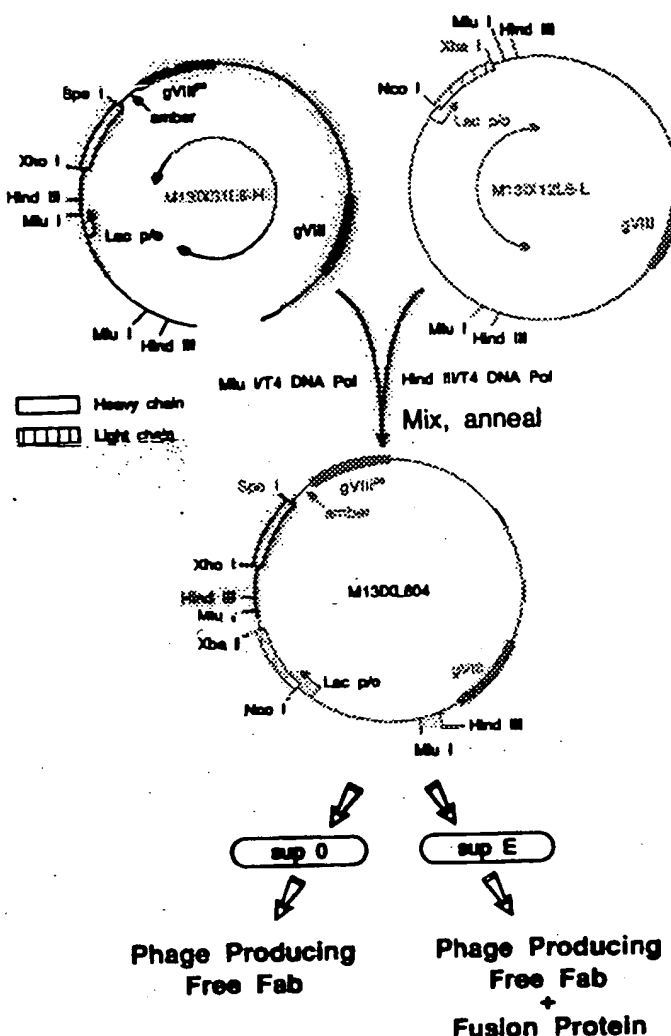 Spe I
gVIII
amber
Xho I
Hind III
Mlu I
Lac p/o
gVIII
Mlu I
Hind III
Mlu I
Hind III
Xba I
Nco I
Lac p/o
gVIII
Mlu I
Hind III
Heavy chain
Light chain
Mlu I/T4 DNA Pol
Hind III/T4 DNA Pol
Mix, anneal
Spe I
gVIII
amber
Xho I
Hind III
Mlu I
Xba I
Nco I
Lac p/o
M13IXL604
gVIII
Hind III
Mlu I
sup O
sup E
Phage Producing
Free Fab
Phage Producing
Free Fab
+
Fusion Protein